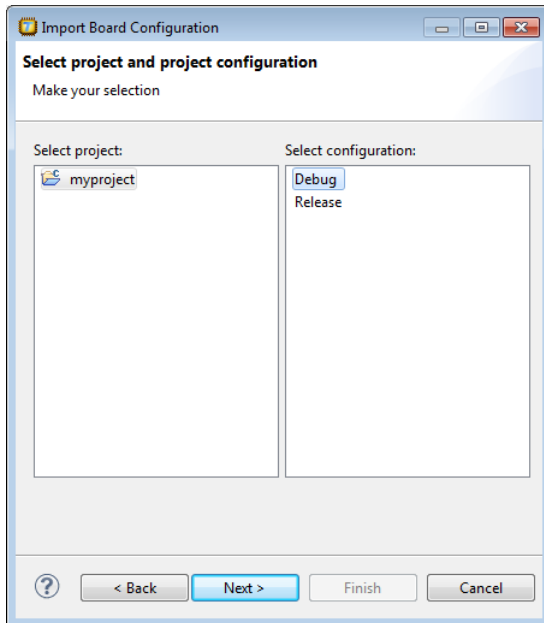 Import Board Configuration
Select project and project configuration
Make your selection
Select project:
myproject
Select configuration:
Debug
Release
?
< Back
Next >
Finish
Cancel